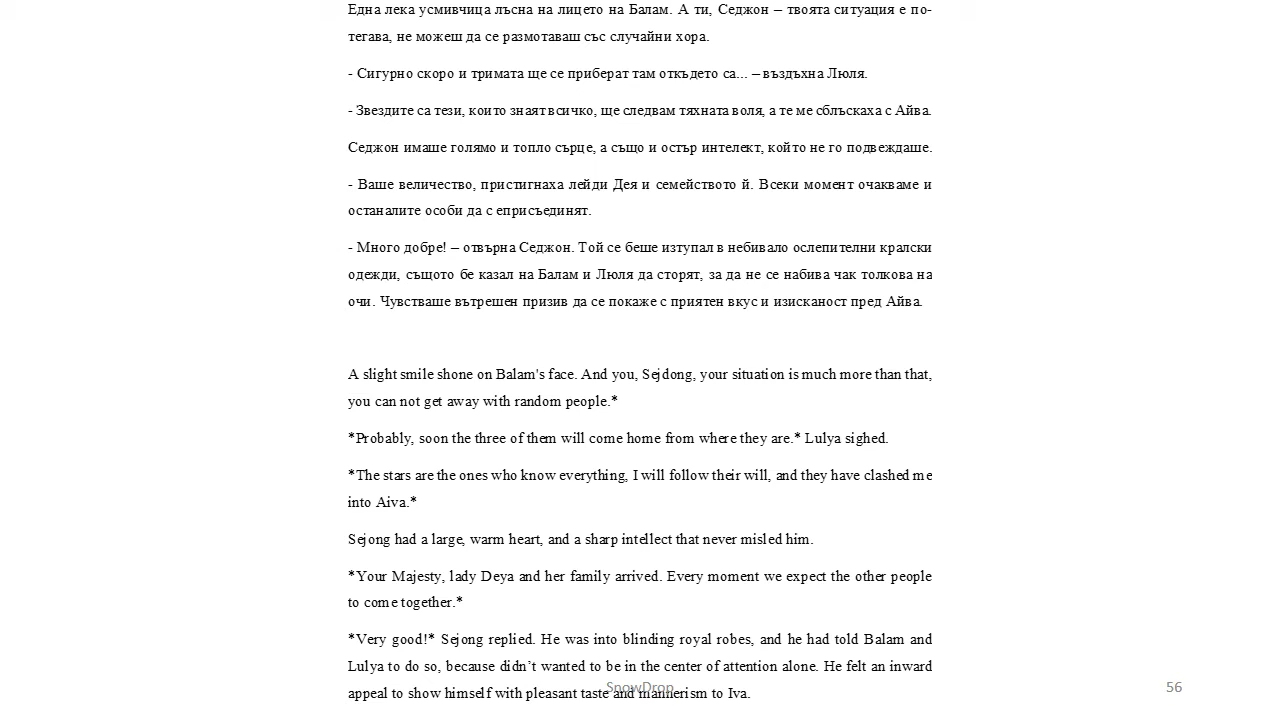 Една лека усмивчица лъсна на лицето на Балам. А ти, Седжон – твоята ситуация е по-
тегава, не можеш да се размотаваш със случайни хора.
- Сигурно скоро и тримата ще се приберат там откъдето са... – въздъхна Люля.
- Звездите са тези, които знаят всичко, ще следвам тяхната воля, а те ме сблъскаха с Айва.
Седжон имаше голямо и топло сърце, а също и остър интелект, който не го подвеждаше.
- Ваше величество, пристигнаха лейди Дея и семейството й. Всеки момент очакваме и
останалите особи да с еприсъединят.
- Много добре! – отвърна Седжон. Той се беше изтупал в небивало ослепителни кралски
одежди, същото бе казал на Балам и Люля да сторят, за да не се набива чак толкова на
очи. Чувстваше вътрешен призив да се покаже с приятен вкус и изисканост пред Айва.
A slight smile shone on Balam's face. And you, Sejdong, your situation is much more than that,
you can not get away with random people.*
*Probably, soon the three of them will come home from where they are.* Lulya sighed.
*The stars are the ones who know everything, I will follow their will, and they have clashed me
into Aiva.*
Sejong had a large, warm heart, and a sharp intellect that never misled him.
*Your Majesty, lady Deya and her family arrived. Every moment we expect the other people
to come together.*
*Very good!* Sejong replied. He was into blinding royal robes, and he had told Balam and
Lulya to do so, because didn’t wanted to be in the center of attention alone. He felt an inward
appeal to show himself with pleasant taste and mannerism to Iva.
SnowDrop
56